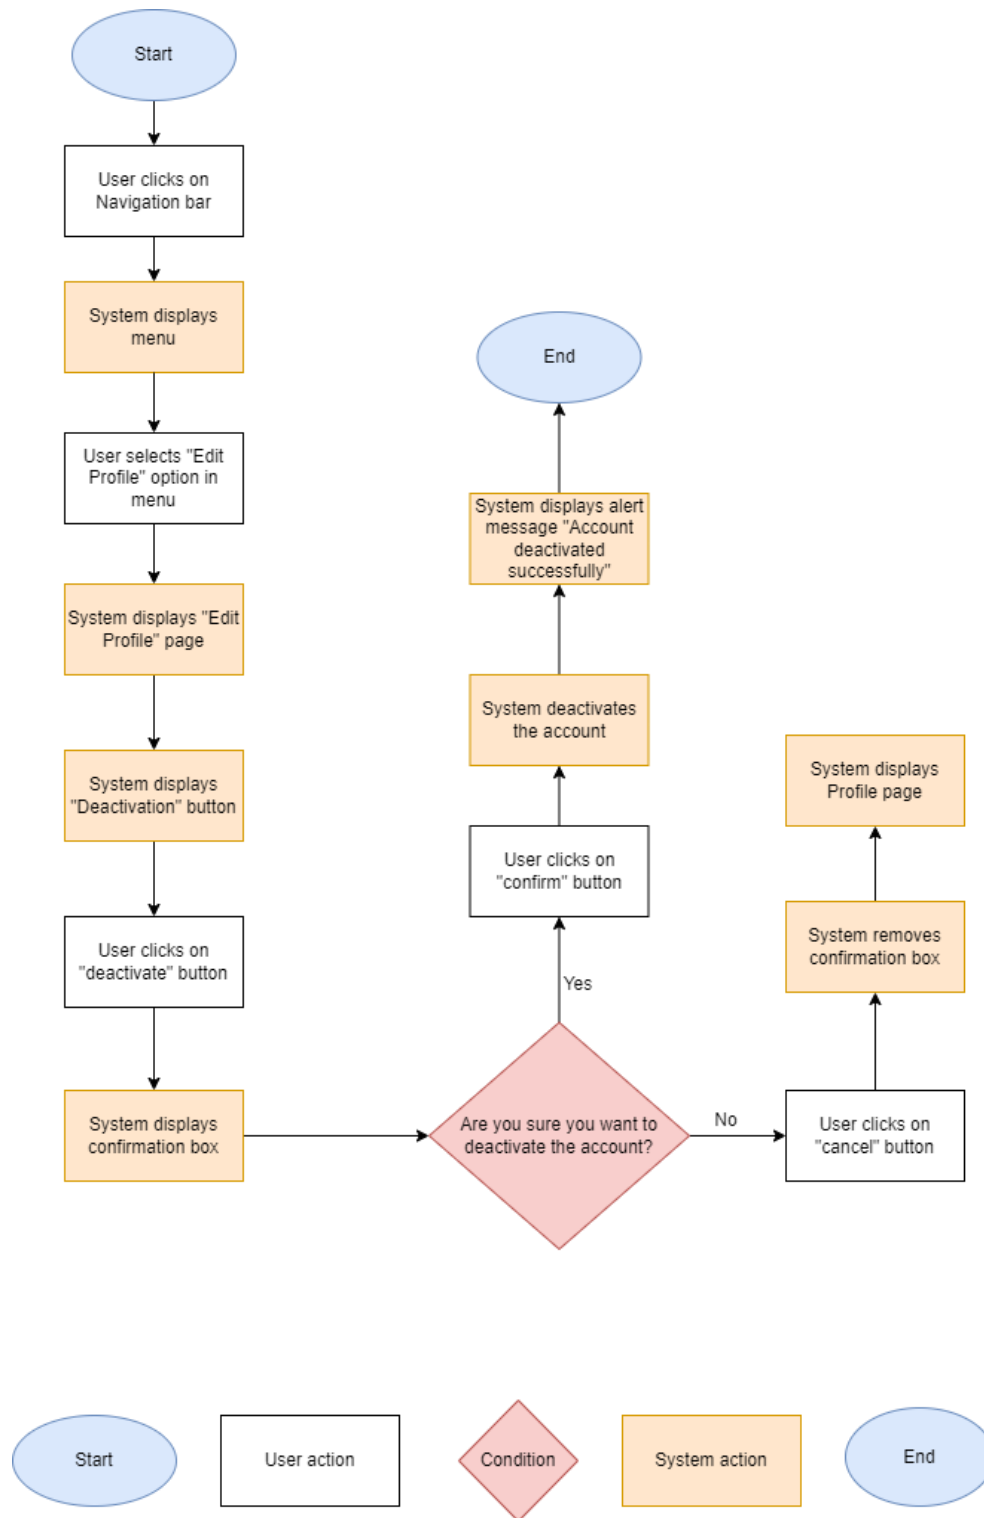 Start
User clicks on
Navigation bar
System displays
menu
User selects "Edit
Profile" option in
menu
System displays "Edit
Profile" page
System displays
"Deactivation" button
User clicks on
"deactivate" button
System displays
confirmation box
Are you sure you want to
deactivate the account?
Yes
User clicks on
"confirm" button
System deactivates
the account
System displays alert
message "Account
deactivated
successfully"
End
No
User clicks on
"cancel" button
System removes
confirmation box
System displays
Profile page
Start
User action
Condition
System action
End